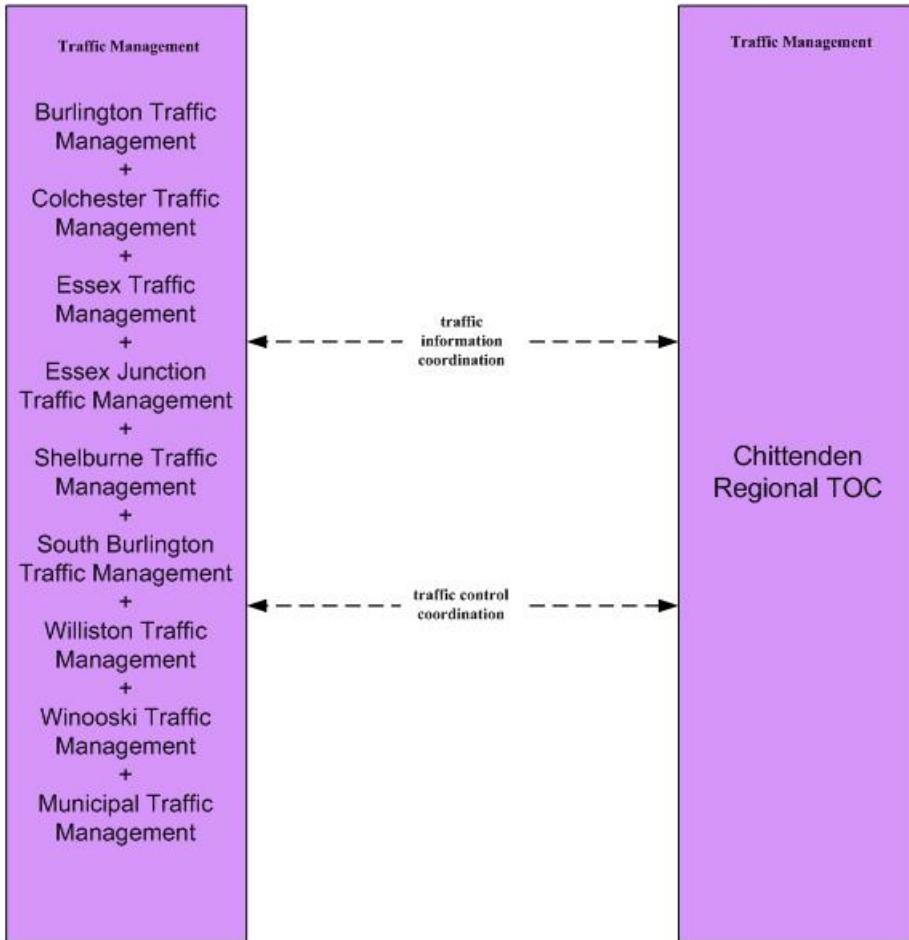 Traffic Management
Burlington Traffic
Management
+
Colchester Traffic
Management
+
Essex Traffic
Management
+
Essex Junction
Traffic Management
+
Shelburne Traffic
Management
+
South Burlington
Traffic Management
+
Williston Traffic
Management
+
Winooski Traffic
Management
+
Municipal Traffic
Management
traffic
information
coordination
traffic control
coordination
Traffic Management
Chittenden
Regional TOC